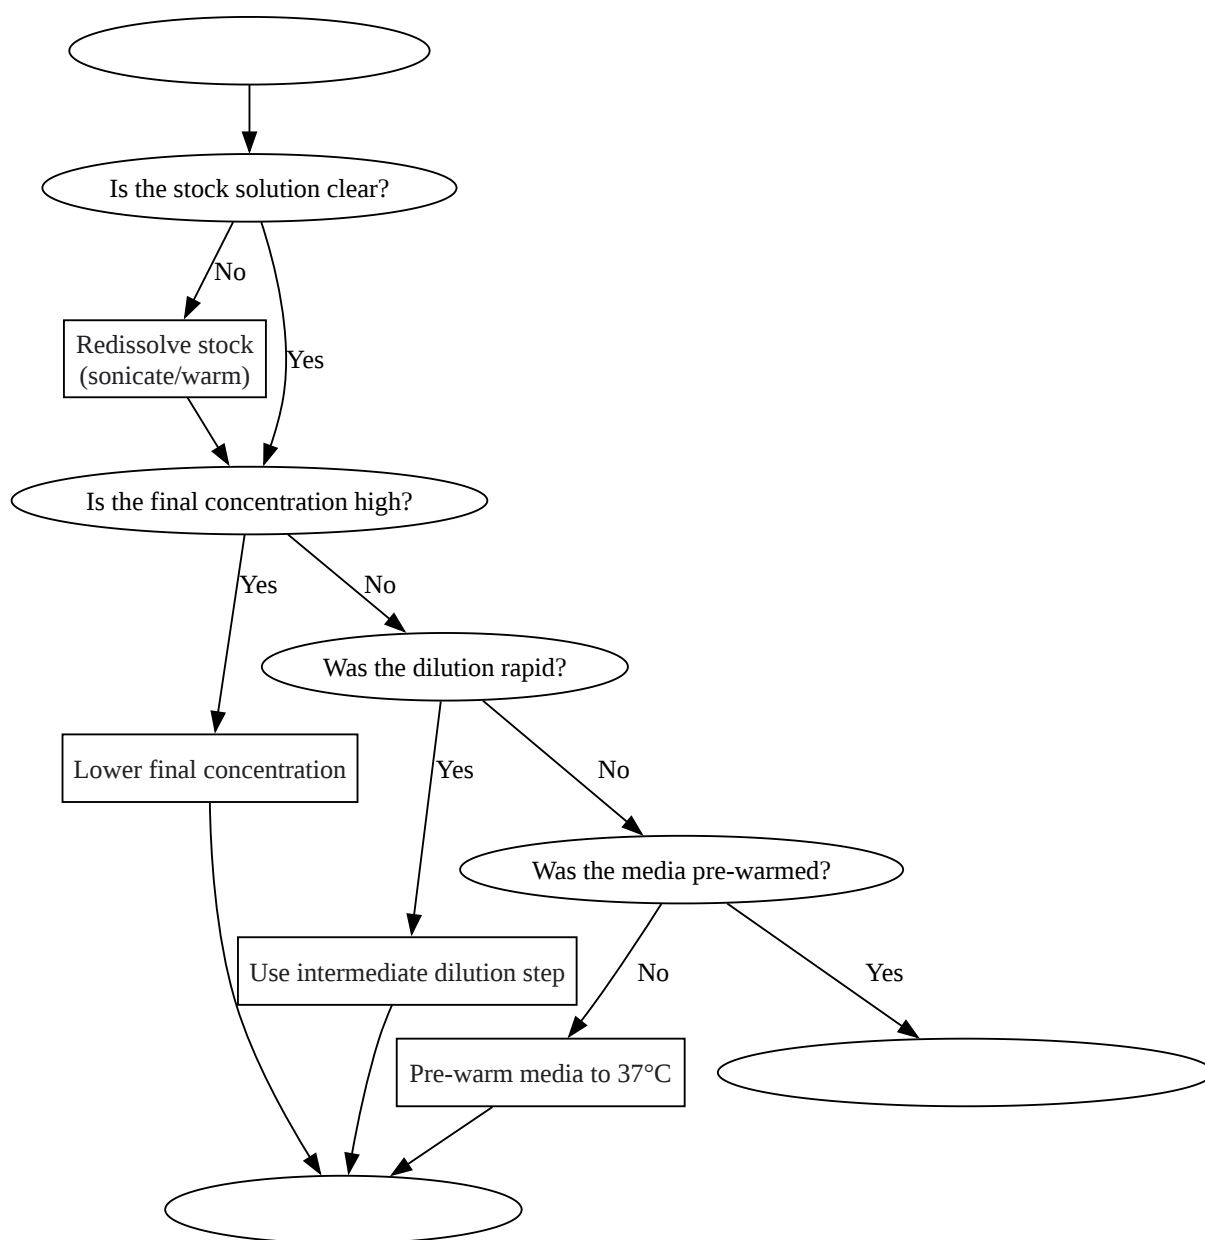 Is the stock solution clear?
No
Redissolve stock
(sonicate/warm)
Yes
Is the final concentration high?
Yes
No
Was the dilution rapid?
Lower final concentration
Yes
No
Was the media pre-warmed?
Use intermediate dilution step
No
Yes
Pre-warm media to 37°C